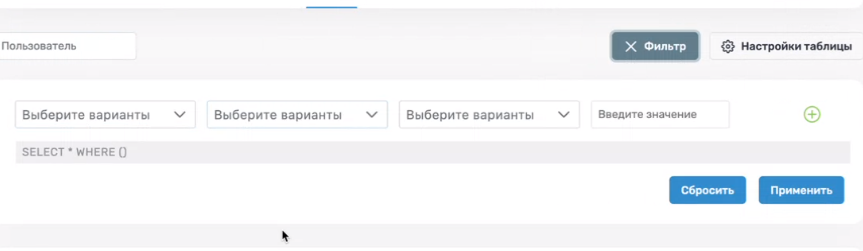 Пользователь
Фильтр
Настройки таблицы
Выберите варианты
Выберите варианты
Выберите варианты
Введите значение
SELECT * WHERE ()
Сбросить
Применить